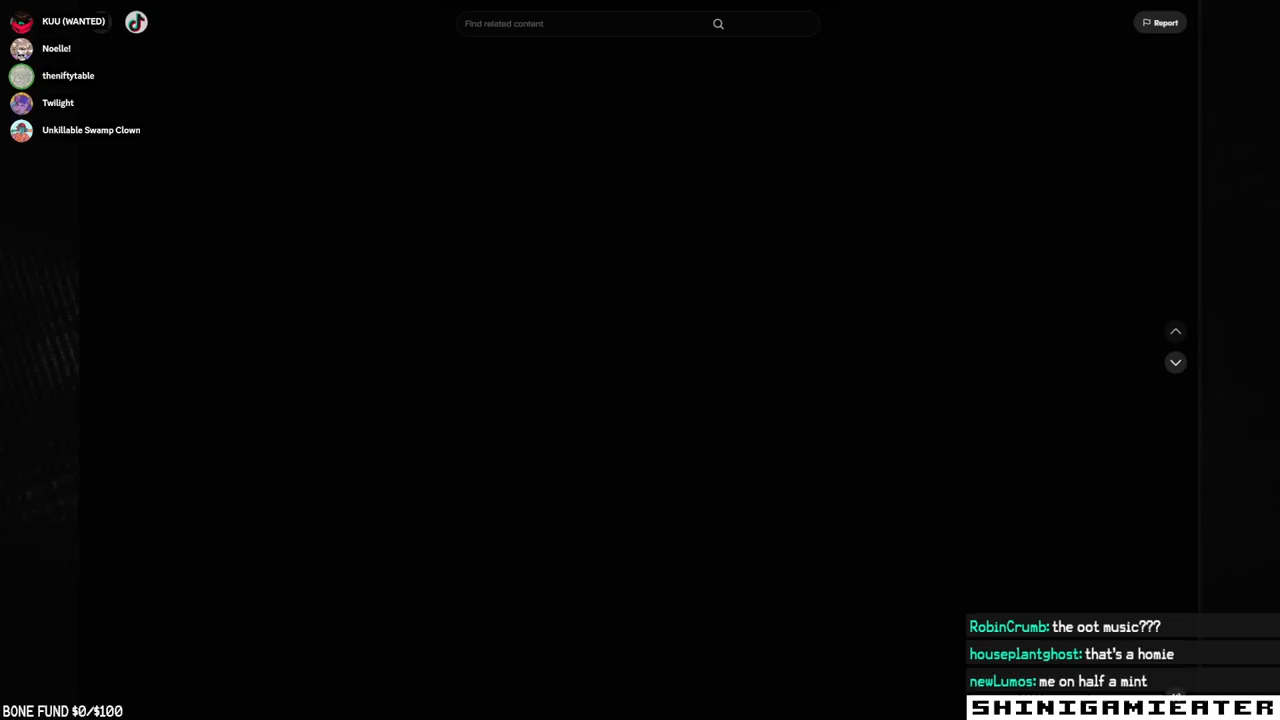 KUU (WANTED)
Find related content
Report
Noelle!
theniftytable
Twilight
Unkillable Swamp Clown
RobinCrumb: the oot music???
houseplantghost: that's a homie
newLumos: me on half a mint
BONE FUND $0/$100
SHINIGAMIEATER